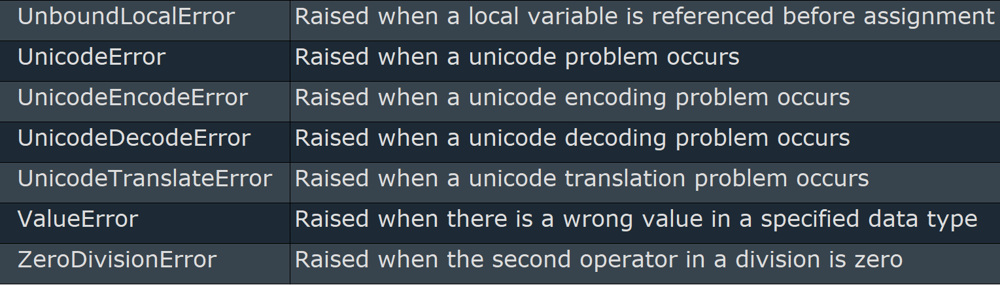 UnboundLocalError Raised when a local variable is referenced before assignment
UnicodeError Raised when a unicode problem occurs
UnicodeEncodeError Raised when a unicode encoding problem occurs
UnicodeDecodeError Raised when a unicode decoding problem occurs
UnicodeTranslateError Raised when a unicode translation problem occurs
ValueError Raised when there is a wrong value in a specified data type
ZeroDivisionError Raised when the second operator in a division is zero